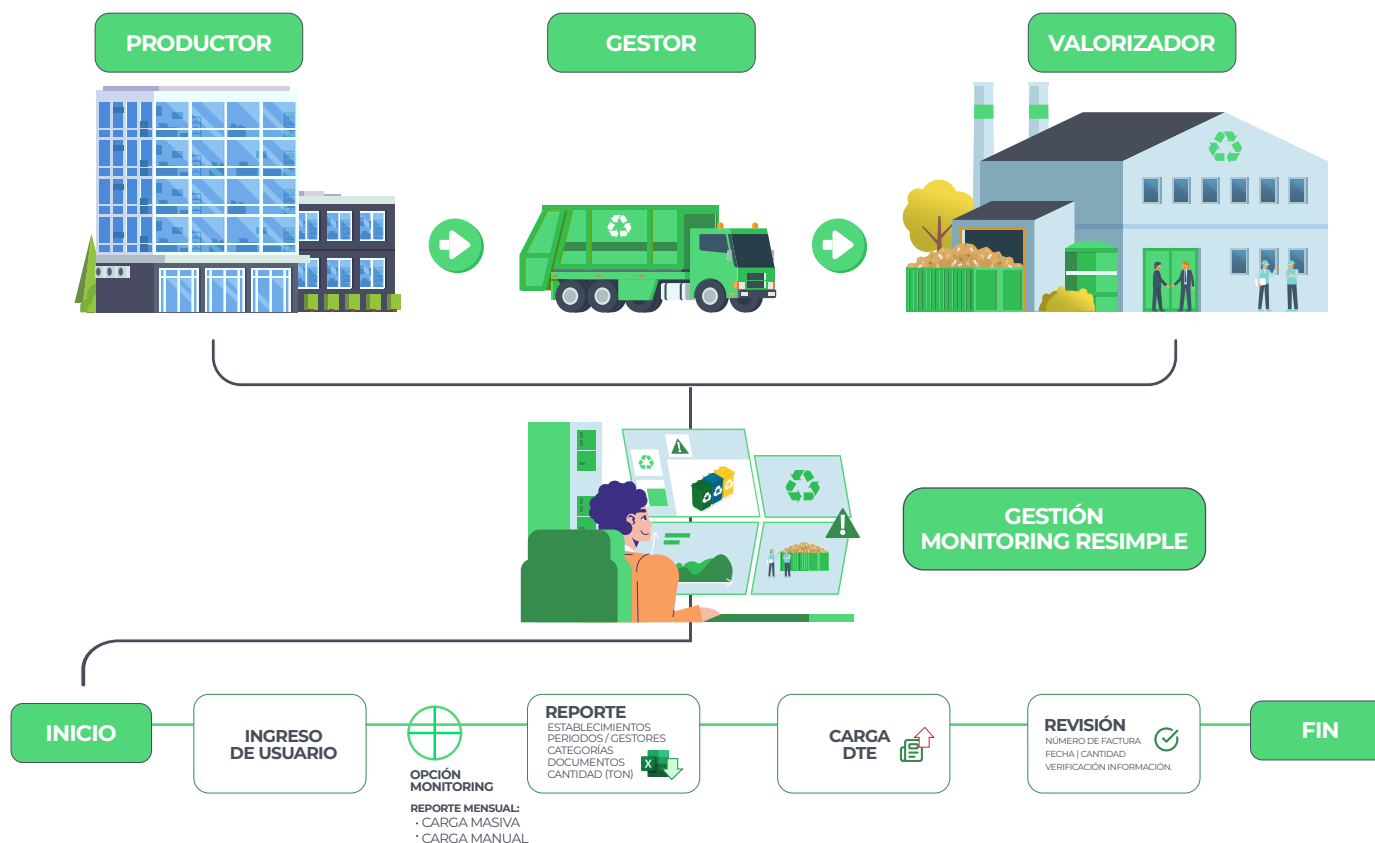 PRODUCTOR
GESTOR
VALORIZADOR
GESTIÓN
MONITORING RESIMPLE
INICIO
INGRESO
DE USUARIO
OPCIÓN
MONITORING
REPORTE MENSUAL:
· CARGA MASIVA
· CARGA MANUAL
REPORTE
ESTABLECIMIENTOS
PERIODOS / GESTORES
CATEGORÍAS
DOCUMENTOS
CANTIDAD (TON)
X
CARGA
DTE
REVISIÓN
NÚMERO DE FACTURA
FECHA | CANTIDAD
VERIFICACIÓN INFORMACIÓN.
FIN